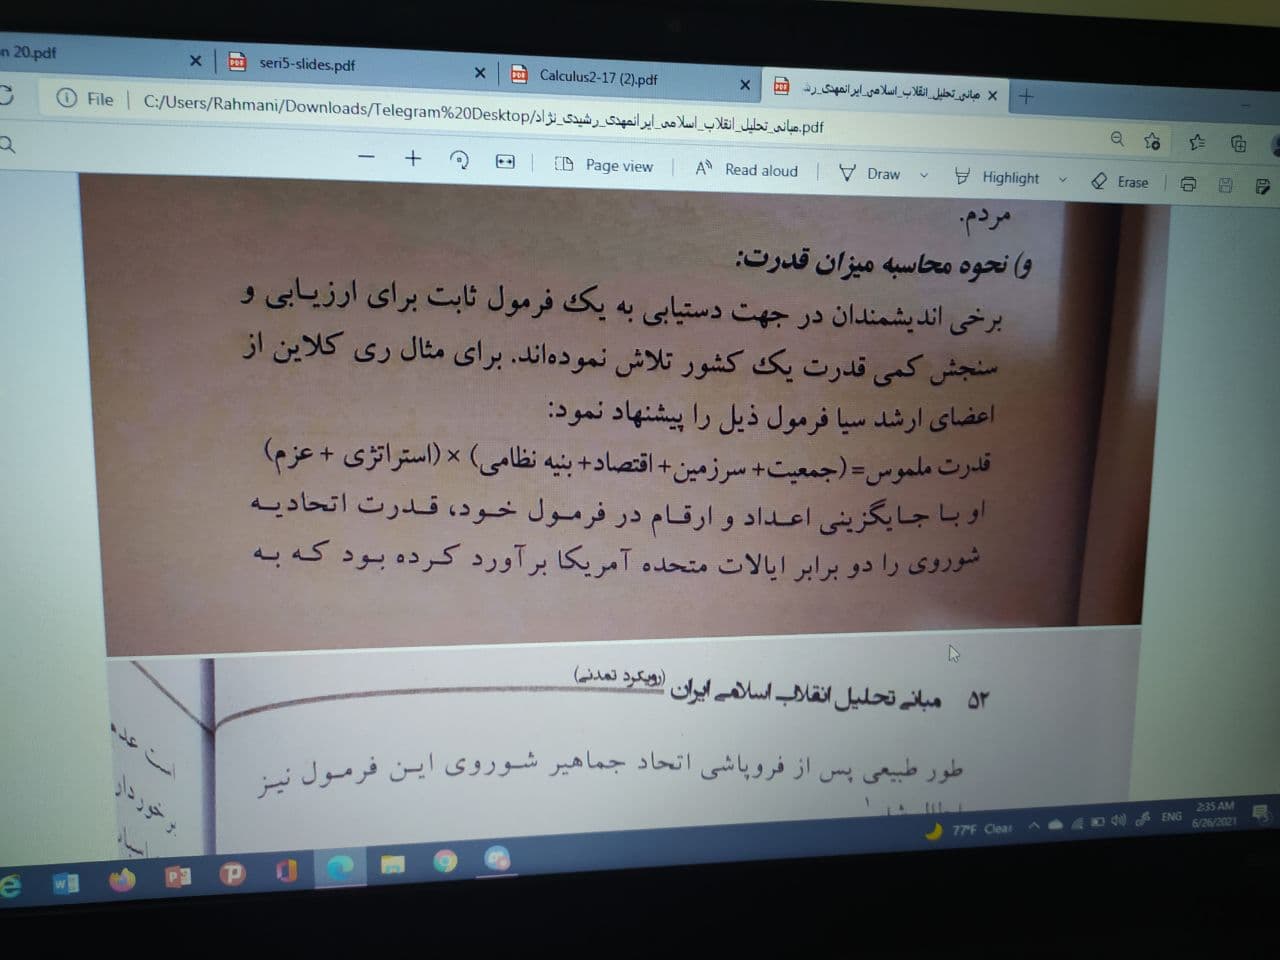 n 20.pdf
seri5-slides.pdf
Calculus2-17 (2).pdf
مبانی_تحلیل_انقلاب_اسلامی_ایرانمهدی_رش
File
C:/Users/Rahmani/Downloads/Telegram%20Desktop/مبانی_تحلیل_انقلاب_اسلامی_ایرانمهدی_رشیدی_نژاد.pdf
Page view
Read aloud
Draw
Highlight
Erase
مردم.
و) نحوه محاسبه میزان قدرت:
برخی اندیشمندان در جهت دستیابی به یک فرمول ثابت برای ارزیابی و
سنجش کمی قدرت یک کشور تلاش نموده‌اند. برای مثال ری کلاین از
اعضای ارشد سیا فرمول ذیل را پیشنهاد نمود:
قدرت ملموس=(جمعیت+ سرزمین+اقتصاد+بنیه نظامی) × (استراتژی + عزم)
او با جایگزینی اعداد و ارقام در فرمول خود، قدرت اتحادیه
شوروی را دو برابر ایالات متحده آمریکا برآورد کرده بود که به
۵۲ مبانی تحلیل انقلاب اسلامی ایران (رویکرد تمدنی)
طور طبیعی پس از فروپاشی اتحاد جماهیر شوروی این فرمول نیز
است عده
برخوردار
77°F Clear
ENG
2:35 AM
6/26/2021